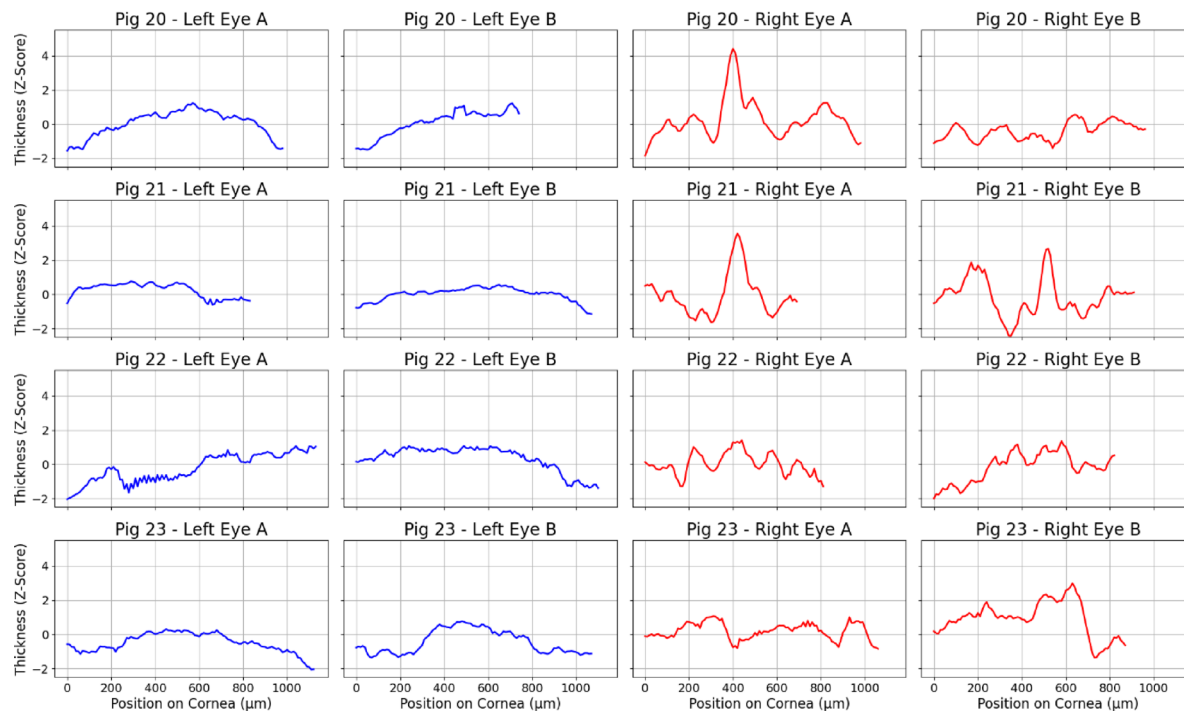 Pig 20 - Left Eye A
Pig 20 - Left Eye B
Pig 20 - Right Eye A
Pig 20 - Right Eye B
Thickness (Z-Score)
4
2
0
−2
Pig 21 - Left Eye A
Pig 21 - Left Eye B
Pig 21 - Right Eye A
Pig 21 - Right Eye B
Thickness (Z-Score)
4
2
0
−2
Pig 22 - Left Eye A
Pig 22 - Left Eye B
Pig 22 - Right Eye A
Pig 22 - Right Eye B
Thickness (Z-Score)
4
2
0
−2
Pig 23 - Left Eye A
Pig 23 - Left Eye B
Pig 23 - Right Eye A
Pig 23 - Right Eye B
Thickness (Z-Score)
4
2
0
−2
0 200 400 600 800 1000
0 200 400 600 800 1000
0 200 400 600 800 1000
0 200 400 600 800 1000
Position on Cornea (μm)
Position on Cornea (μm)
Position on Cornea (μm)
Position on Cornea (μm)